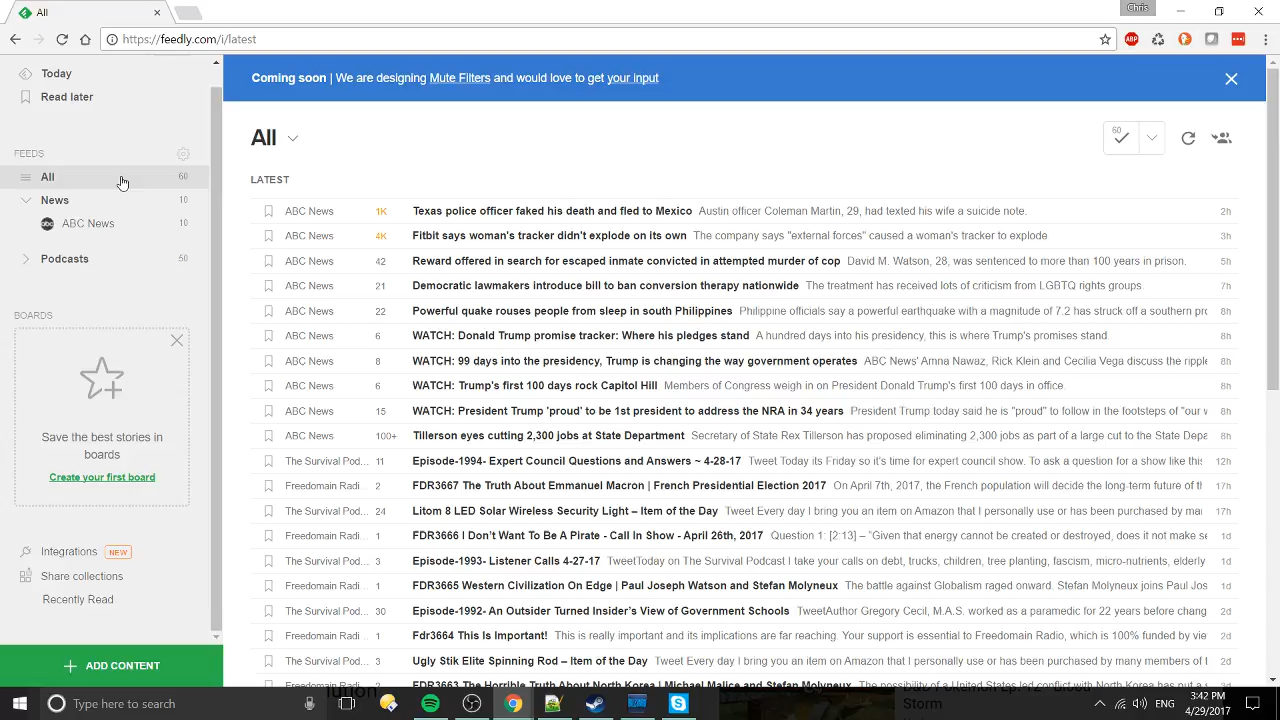 All
Chris
https://feedly.com/i/latest
ABP
Today
Read later
FEEDS
All 60
News 10
ABC News 10
Podcasts 50
BOARDS
Save the best stories in
boards
Create your first board
Integrations NEW
Share collections
Recently Read
ADD CONTENT
Coming soon | We are designing Mute Filters and would love to get your input
All
60
LATEST
ABC News 1K Texas police officer faked his death and fled to Mexico Austin officer Coleman Martin, 29, had texted his wife a suicide note. 2h
ABC News 4K Fitbit says woman's tracker didn't explode on its own The company says "external forces" caused a woman's tracker to explode 3h
ABC News 42 Reward offered in search for escaped inmate convicted in attempted murder of cop David M. Watson, 28, was sentenced to more than 100 years in prison. 5h
ABC News 21 Democratic lawmakers introduce bill to ban conversion therapy nationwide The treatment has received lots of criticism from LGBTQ rights groups. 7h
ABC News 22 Powerful quake rouses people from sleep in south Philippines Philippine officials say a powerful earthquake with a magnitude of 7.2 has struck off a southern pro 8h
ABC News 6 WATCH: Donald Trump promise tracker: Where his pledges stand A hundred days into his presidency, this is where Trump's promises stand. 8h
ABC News 8 WATCH: 99 days into the presidency, Trump is changing the way government operates ABC News' Amna Nawaz, Rick Klein and Cecilia Vega discuss the ripple 8h
ABC News 6 WATCH: Trump's first 100 days rock Capitol Hill Members of Congress weigh in on President Donald Trump's first 100 days in office. 8h
ABC News 15 WATCH: President Trump 'proud' to be 1st president to address the NRA in 34 years President Trump today said he is "proud" to follow in the footsteps of "our w 8h
ABC News 100+ Tillerson eyes cutting 2,300 jobs at State Department Secretary of State Rex Tillerson has proposed eliminating 2,300 jobs as part of a large cut to the State Depa 8h
The Survival Pod... 11 Episode-1994- Expert Council Questions and Answers ~ 4-28-17 Tweet Today its Friday so it's time for expert council show. To ask a question for a show like this 12h
Freedomain Radi... 2 FDR3667 The Truth About Emmanuel Macron | French Presidential Election 2017 On April 7th, 2017, the French population will decide the long-term future of th 17h
The Survival Pod... 24 Litom 8 LED Solar Wireless Security Light – Item of the Day Tweet Every day I bring you an item on Amazon that I personally use or has been purchased by ma 17h
Freedomain Radi... 1 FDR3666 I Don't Want To Be A Pirate - Call In Show - April 26th, 2017 Question 1: [2:13] – "Given that energy cannot be created or destroyed, does it not make se 1d
The Survival Pod... 3 Episode-1993- Listener Calls 4-27-17 TweetToday on The Survival Podcast I take your calls on debt, trucks, children, tree planting, fascism, micro-nutrients, elderly 1d
Freedomain Radi... 1 FDR3665 Western Civilization On Edge | Paul Joseph Watson and Stefan Molyneux The battle against Globalism raged onward. Stefan Molyneux joins Paul Jos 1d
The Survival Pod... 30 Episode-1992- An Outsider Turned Insider's View of Government Schools TweetAuthor Gregory Cecil, M.A.S. worked as a paramedic for 22 years before chang 2d
Freedomain Radi... 1 Fdr3664 This Is Important! This is really important and its implications are far reaching. Your support is essential to Freedomain Radio, which is 100% funded by vie 2d
The Survival Pod... 3 Ugly Stik Elite Spinning Rod – Item of the Day Tweet Every day I bring you an item on Amazon that I personally use or has been purchased by many members of t 2d
Freedomain Radi... 2 FDR3663 The Horrible Truth About North Korea | Michael Malice and Stefan Molyneux
Type here to search
Storm
ENG
3:42 PM
4/29/2017